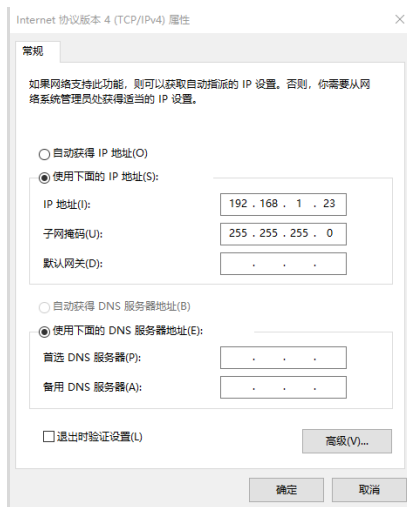 Internet 协议版本 4 (TCP/IPv4) 属性
常规
如果网络支持此功能，则可以获取自动指派的 IP 设置。否则，你需要从网
络系统管理员处获得适当的 IP 设置。
自动获得 IP 地址(O)
使用下面的 IP 地址(S):
IP 地址(I): 192 . 168 . 1 . 23
子网掩码(U): 255 . 255 . 255 . 0
默认网关(D): . . .
自动获得 DNS 服务器地址(B)
使用下面的 DNS 服务器地址(E):
首选 DNS 服务器(P): . . .
备用 DNS 服务器(A): . . .
退出时验证设置(L)
高级(V)...
确定 取消